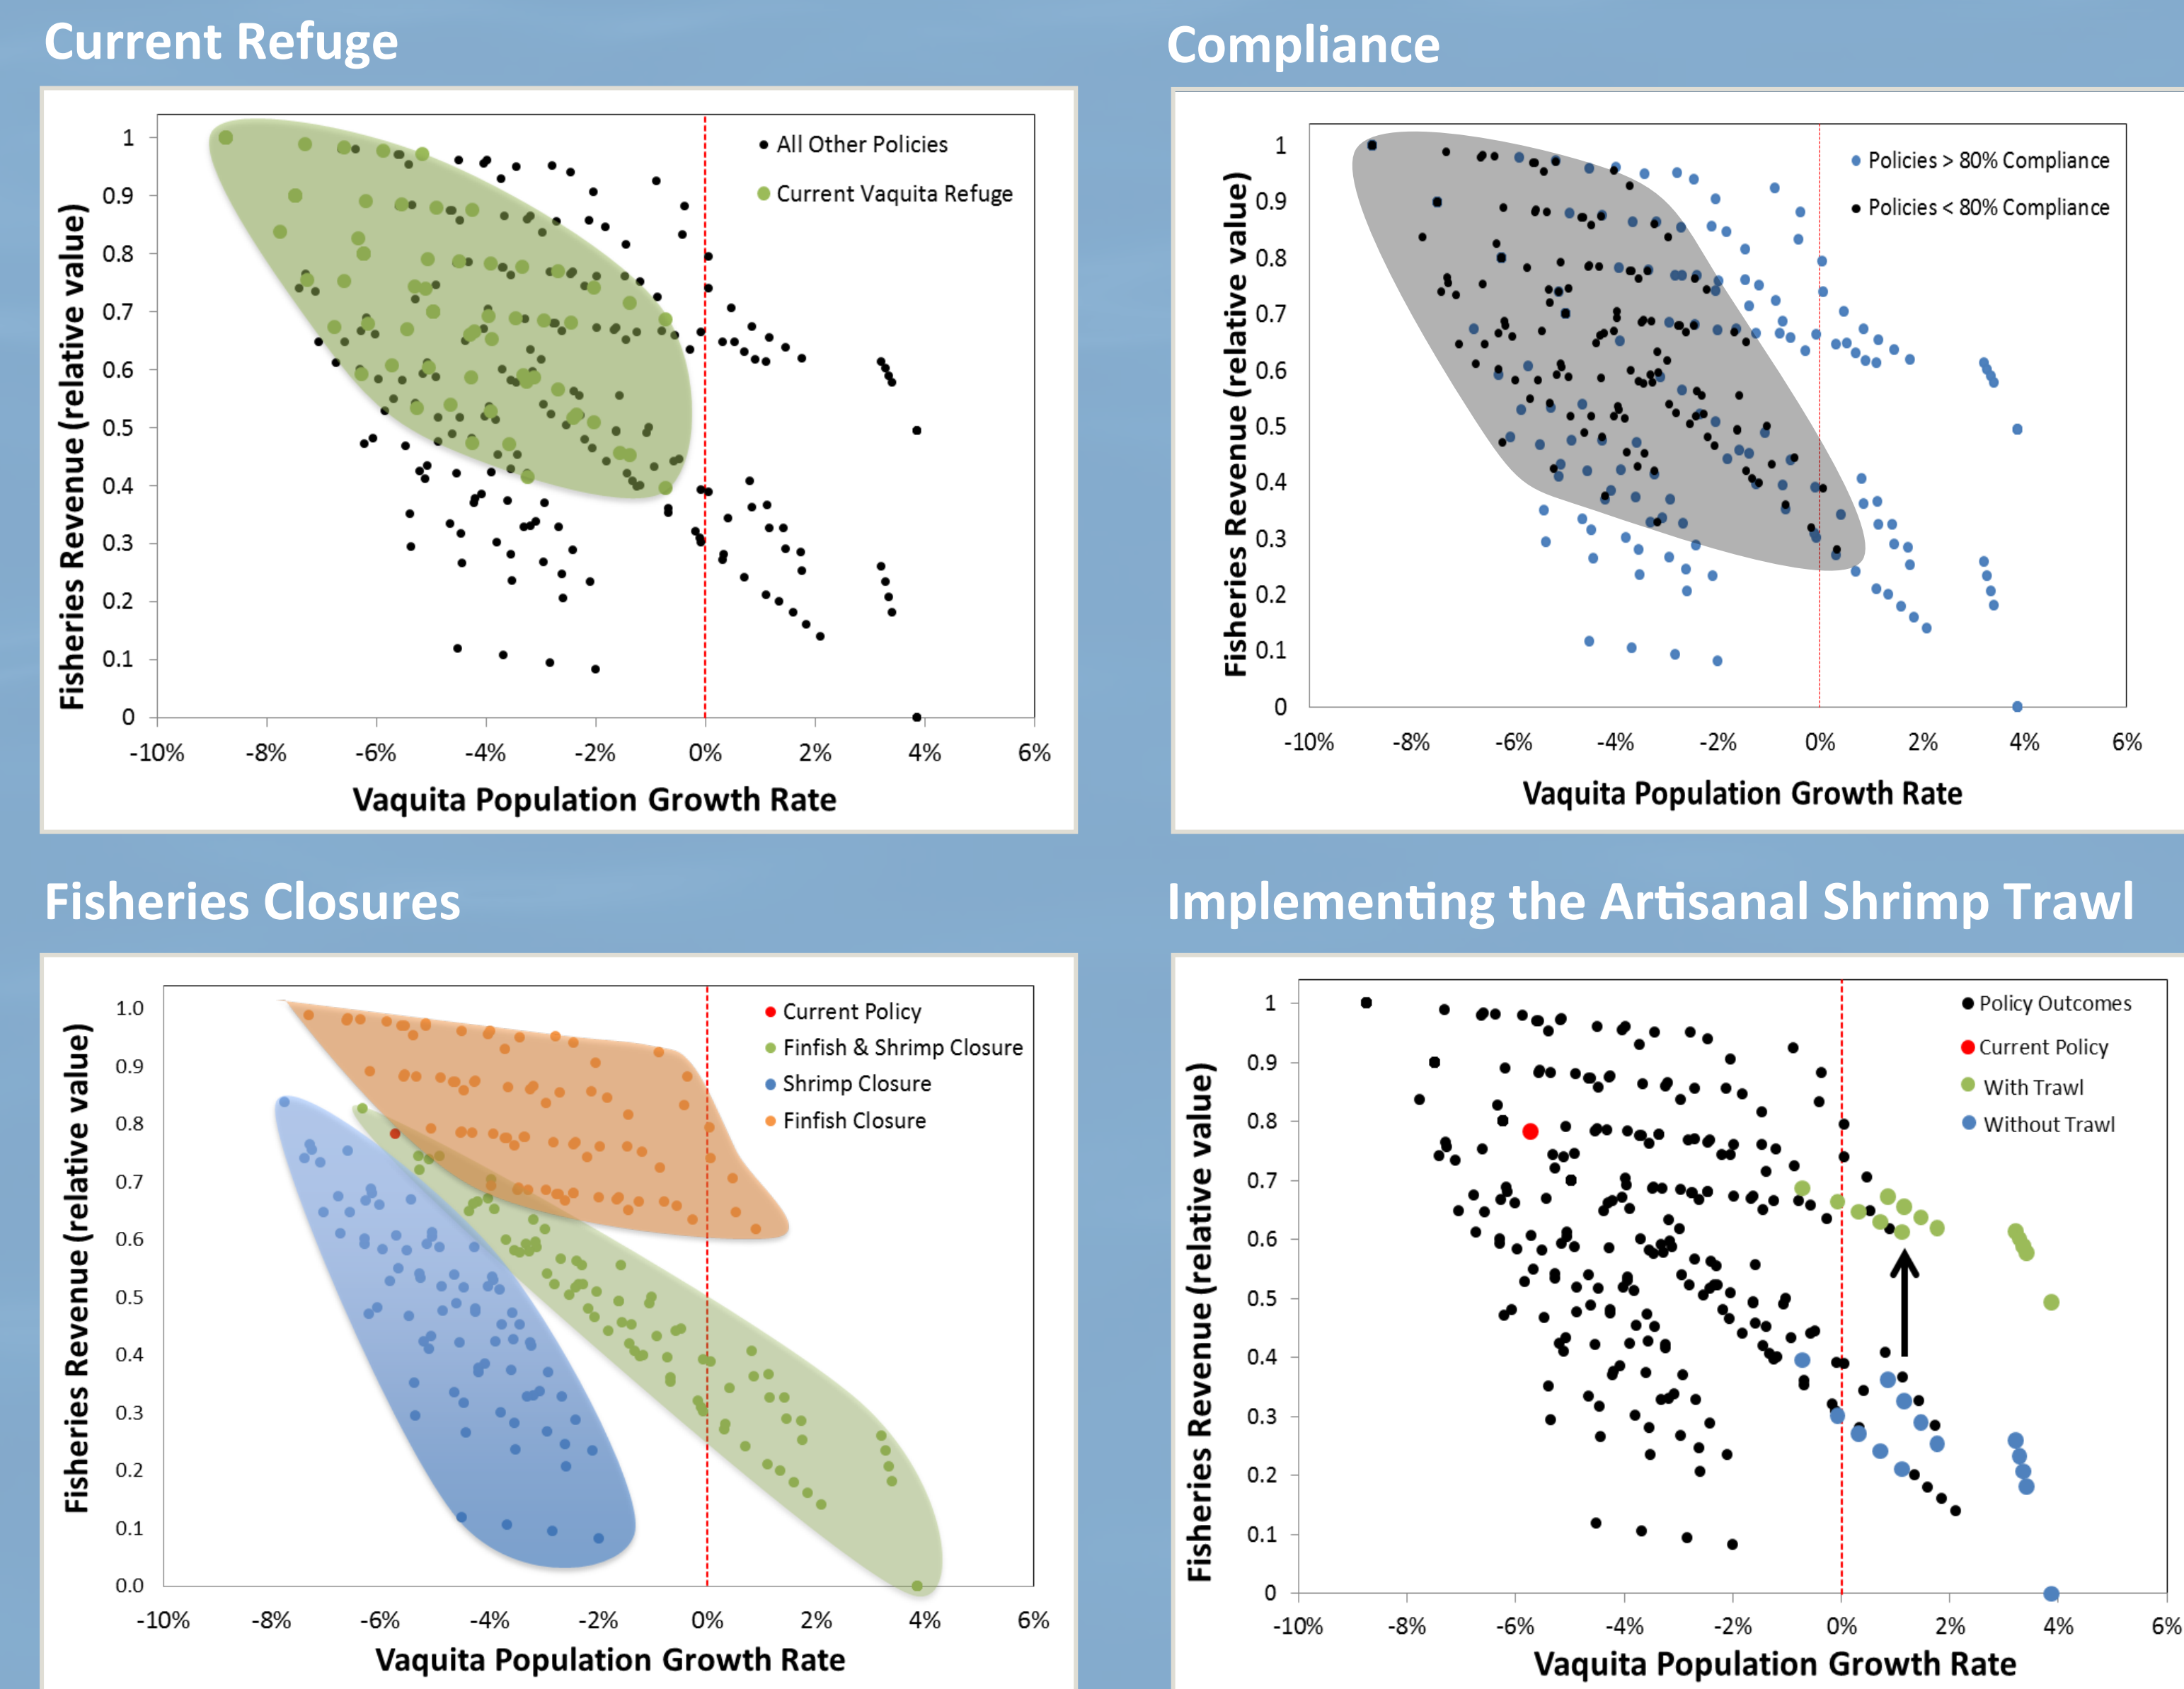 Current Refuge
Fisheries Revenue (relative value)
1
0.9
0.8
0.7
0.6
0.5
0.4
0.3
0.2
0.1
0
All Other Policies
Current Vaquita Refuge
-10% -8% -6% -4% -2% 0% 2% 4% 6%
Vaquita Population Growth Rate
Compliance
Fisheries Revenue (relative value)
1
0.9
0.8
0.7
0.6
0.5
0.4
0.3
0.2
0.1
0
Policies > 80% Compliance
Policies < 80% Compliance
-10% -8% -6% -4% -2% 0% 2% 4% 6%
Vaquita Population Growth Rate
Fisheries Closures
Fisheries Revenue (relative value)
1.0
0.9
0.8
0.7
0.6
0.5
0.4
0.3
0.2
0.1
0.0
Current Policy
Finfish & Shrimp Closure
Shrimp Closure
Finfish Closure
-10% -8% -6% -4% -2% 0% 2% 4% 6%
Vaquita Population Growth Rate
Implementing the Artisanal Shrimp Trawl
Fisheries Revenue (relative value)
1
0.9
0.8
0.7
0.6
0.5
0.4
0.3
0.2
0.1
0
Policy Outcomes
Current Policy
With Trawl
Without Trawl
-10% -8% -6% -4% -2% 0% 2% 4% 6%
Vaquita Population Growth Rate